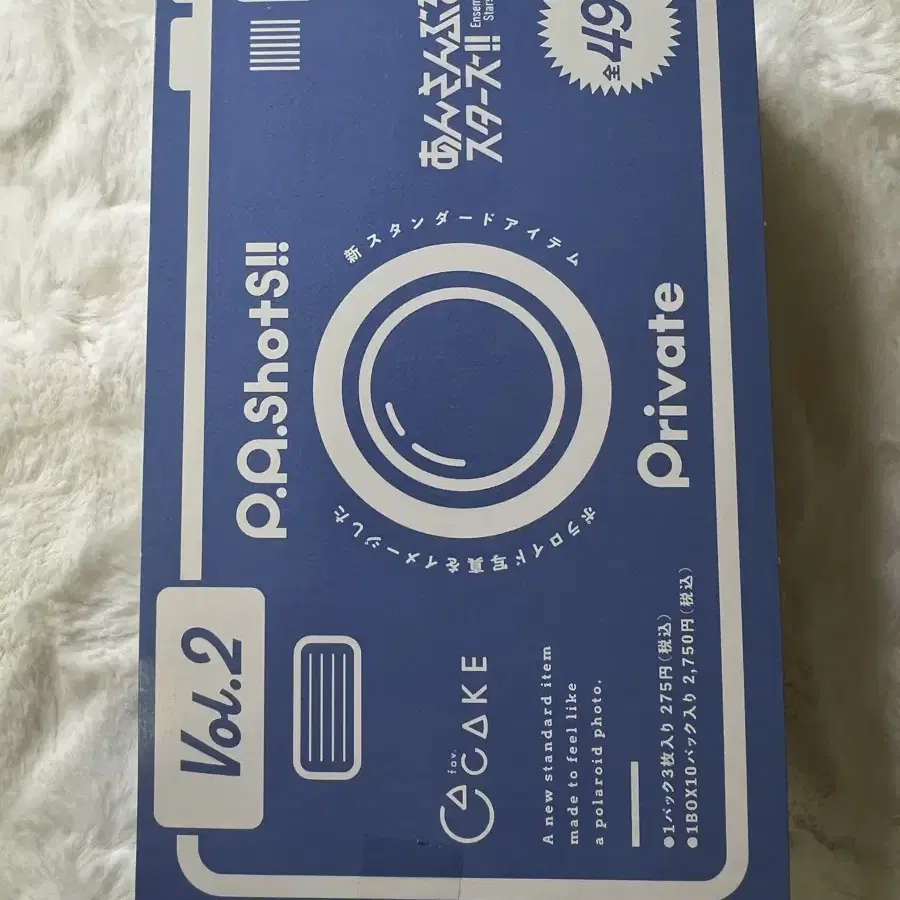 Vol.2
P.A.Shots!!
あんさんぶる
スターズ!!
Ensem
Stars
全49
新スタンダードアイテム
ポラロイド写真をイメージした
Private
fav.
CAKE
A new standard item
made to feel like
a polaroid photo.
●1パック3枚入り 275円(税込)
●1BOX10パック入り 2,750円(税込)